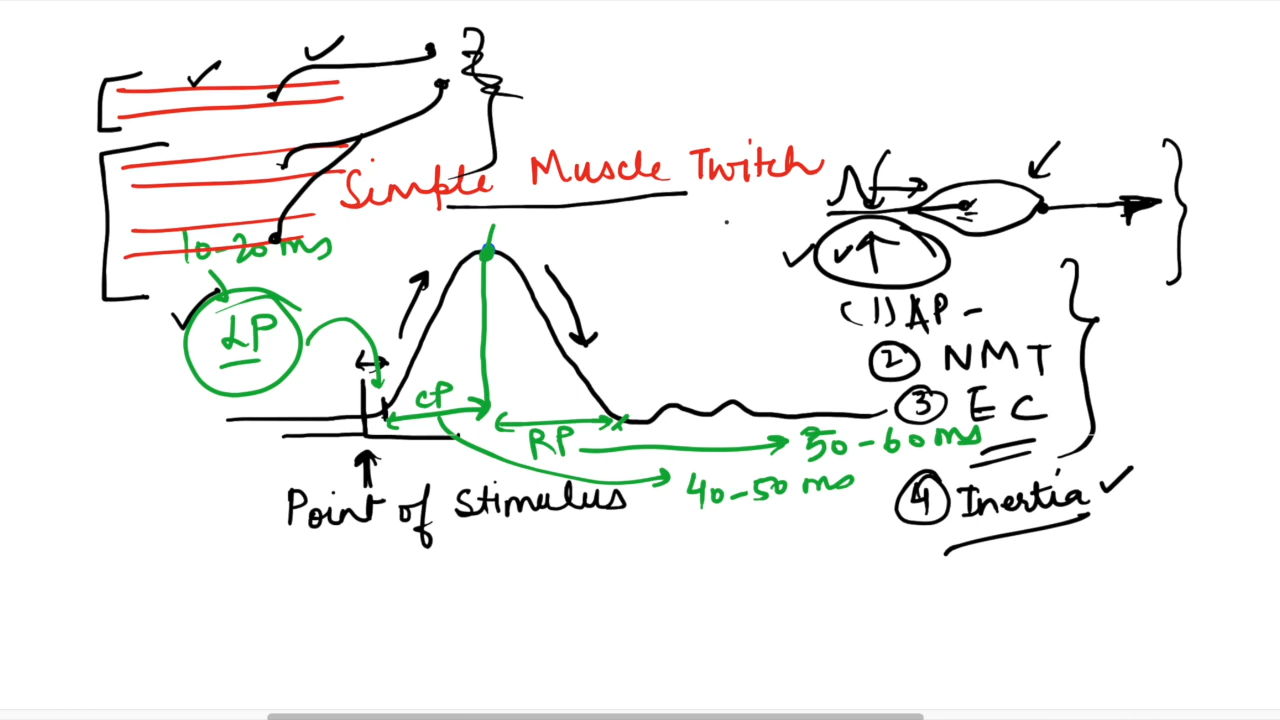 Simple Muscle Twitch
10-20 ms
LP
CP
RP
50-60 ms
40-50 ms
Point of Stimulus
(1) AP -
② NMT
③ EC
④ Inertia